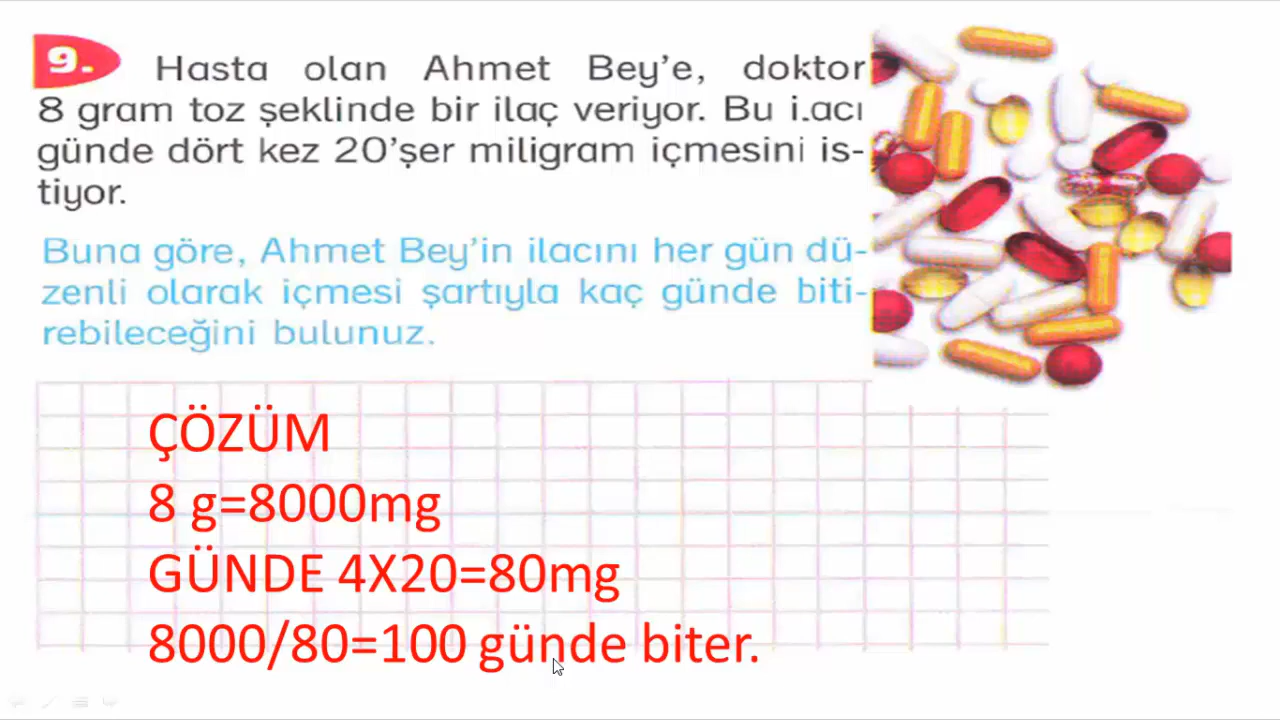 9. Hasta olan Ahmet Bey'e, doktor
8 gram toz şeklinde bir ilaç veriyor. Bu i.acı
günde dört kez 20'şer miligram içmesini is-
tiyor.
Buna göre, Ahmet Bey'in ilacını her gün dü-
zenli olarak içmesi şartıyla kaç günde biti-
rebileceğini bulunuz.
ÇÖZÜM
8 g=8000mg
GÜNDE 4X20=80mg
8000/80=100 günde biter.